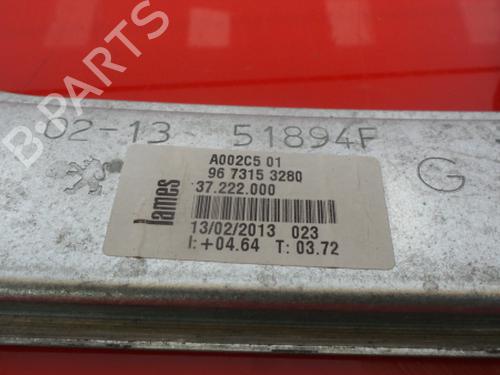 02-13 51894F
G
A002C5 01
96 7315 3280
37.222.000
lames
13/02/2013 023
I:+04.64 T: 03.72
B-PARTS